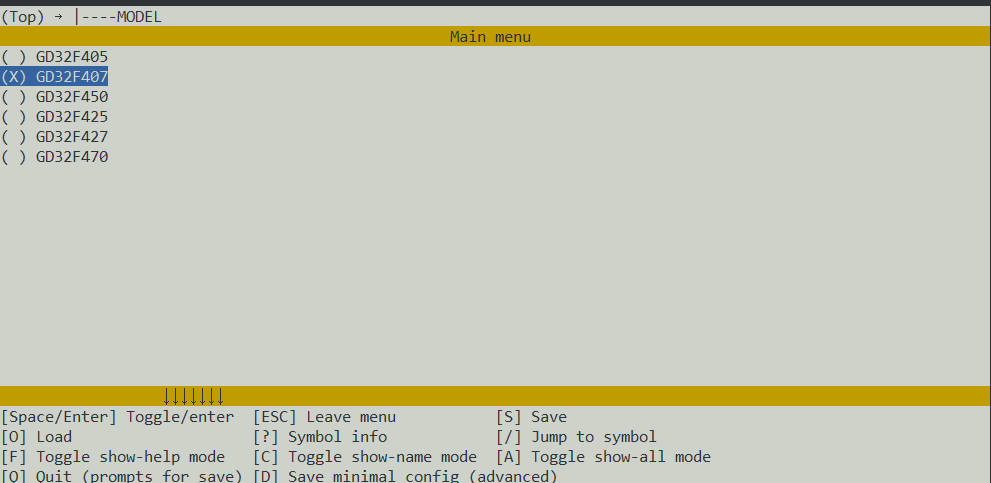 (Top) → |----MODEL
Main menu
( ) GD32F405
(X) GD32F407
( ) GD32F450
( ) GD32F425
( ) GD32F427
( ) GD32F470
↓↓↓↓↓↓↓
[Space/Enter] Toggle/enter [ESC] Leave menu [S] Save
[O] Load [?] Symbol info [/] Jump to symbol
[F] Toggle show-help mode [C] Toggle show-name mode [A] Toggle show-all mode
[Q] Quit (prompts for save) [D] Save minimal config (advanced)